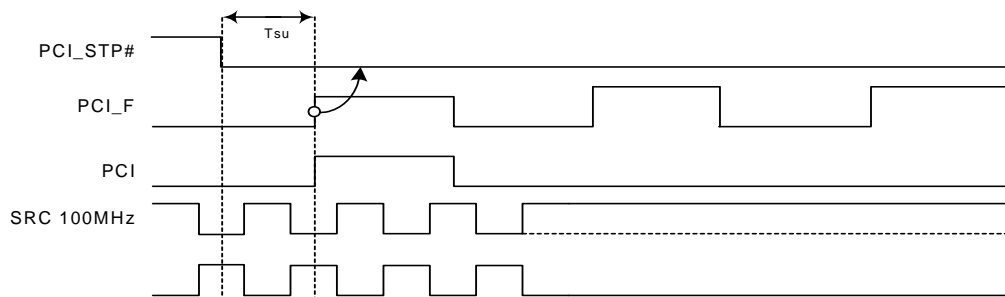 Tsu
PCI_STP#
PCI_F
PCI
SRC 100MHz